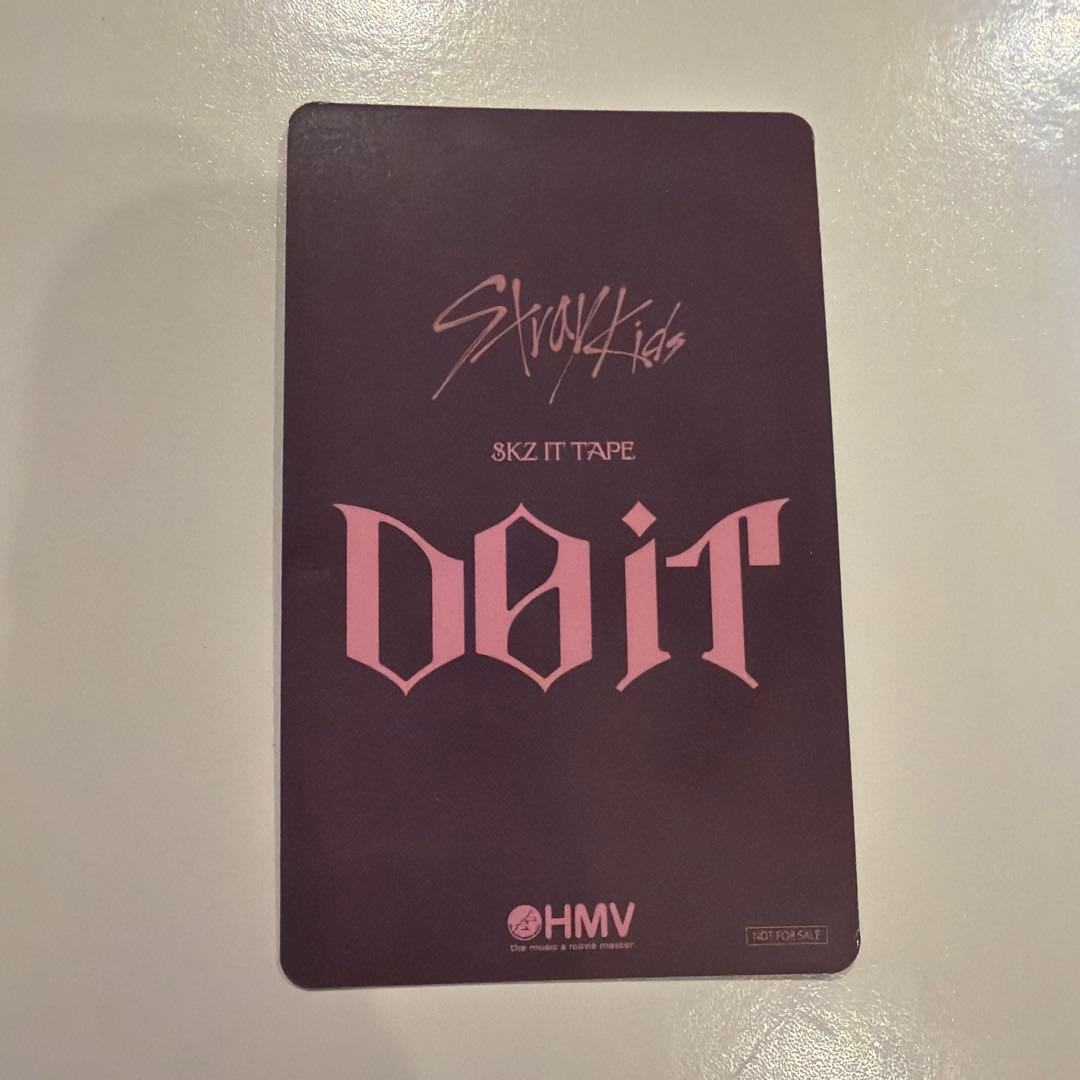 Stray Kids
SKZ IT TAPE
DO IT
HMV
the music & movie master
NOT FOR SALE